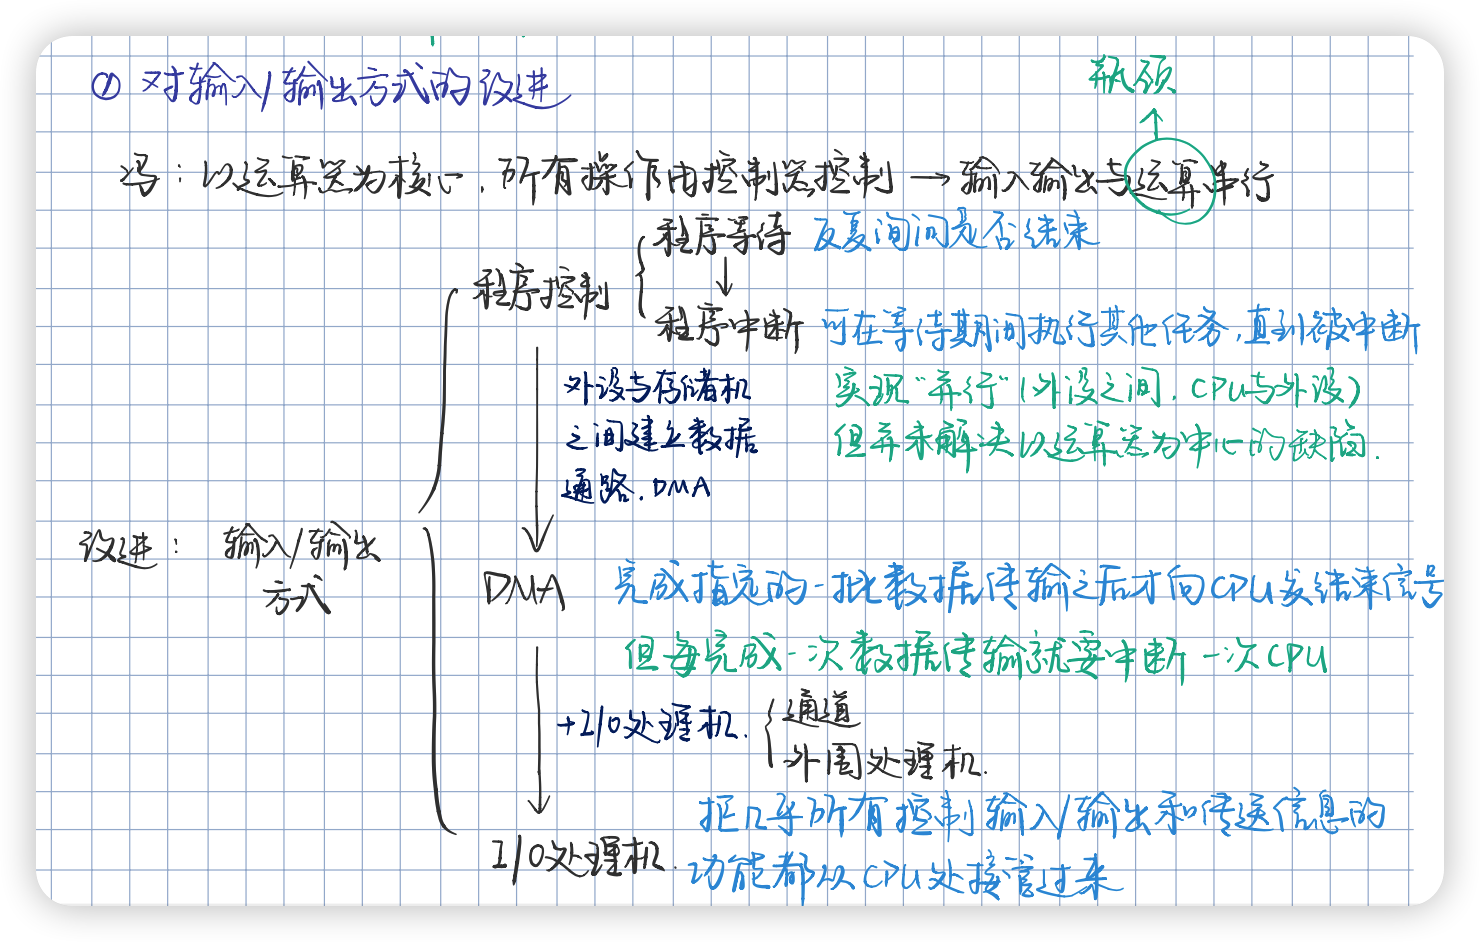 ① 对输入/输出方式的改进
瓶颈
冯：以运算器为核心，所有操作由控制器控制 → 输入输出与运算串行
程序等待 反复询问是否结束
程序控制
程序中断 可在等待期间执行其他任务，直到被中断
外设与存储机
之间建立数据
通路．DMA
实现“并行”（外设之间．CPU与外设）
但并未解决以运算器为中心的缺陷．
改进： 输入/输出
方式
DMA 完成指定的一批数据传输之后才向CPU发结束信号
但每完成一次数据传输就要中断一次CPU
+I/O处理机． 通道
外围处理机．
I/O处理机． 把几乎所有控制输入/输出和传送信息的
功能都从CPU处接管过来